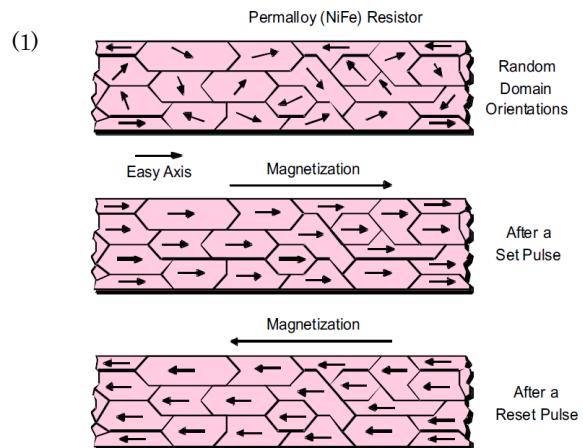 Permalloy (NiFe) Resistor
(1)
Random
Domain
Orientations
Easy Axis
Magnetization
After a
Set Pulse
Magnetization
After a
Reset Pulse